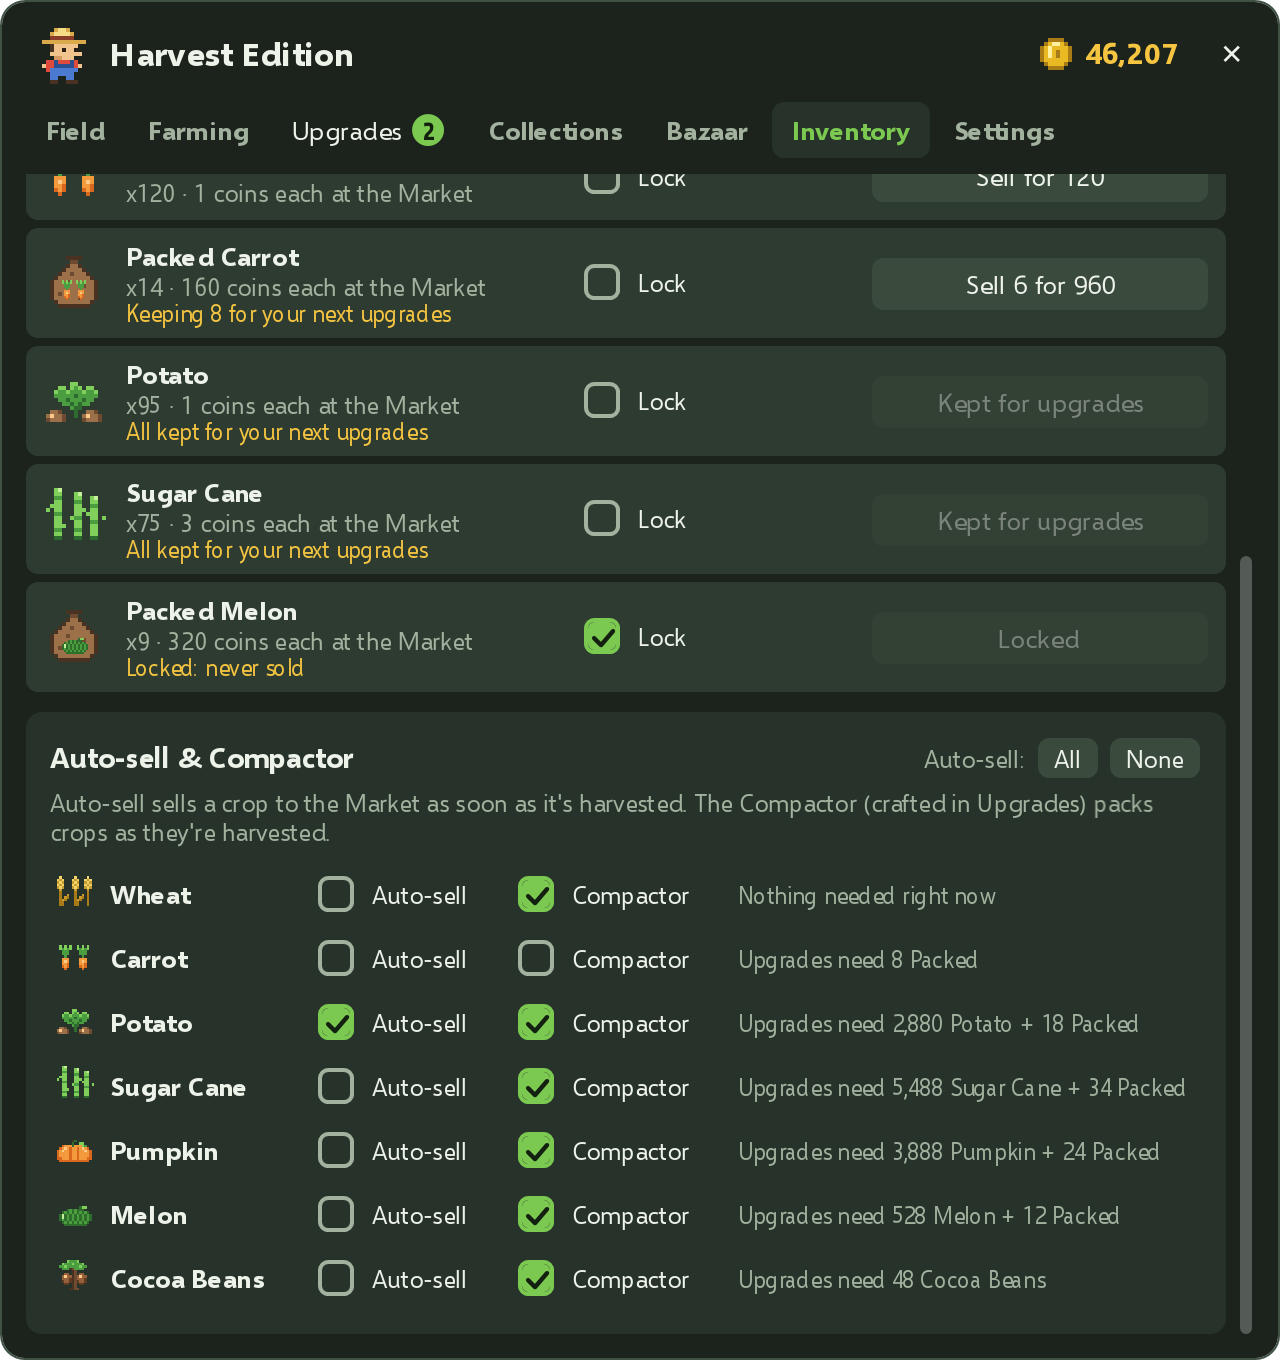 Harvest Edition
46,207
Field Farming Upgrades 2 Collections Bazaar Inventory Settings
x120 · 1 coins each at the Market
Lock
Sell for 120
Packed Carrot
x14 · 160 coins each at the Market
Keeping 8 for your next upgrades
Lock
Sell 6 for 960
Potato
x95 · 1 coins each at the Market
All kept for your next upgrades
Lock
Kept for upgrades
Sugar Cane
x75 · 3 coins each at the Market
All kept for your next upgrades
Lock
Kept for upgrades
Packed Melon
x9 · 320 coins each at the Market
Locked: never sold
Lock
Locked
Auto-sell & Compactor
Auto-sell: All None
Auto-sell sells a crop to the Market as soon as it's harvested. The Compactor (crafted in Upgrades) packs
crops as they're harvested.
Wheat Auto-sell Compactor Nothing needed right now
Carrot Auto-sell Compactor Upgrades need 8 Packed
Potato Auto-sell Compactor Upgrades need 2,880 Potato + 18 Packed
Sugar Cane Auto-sell Compactor Upgrades need 5,488 Sugar Cane + 34 Packed
Pumpkin Auto-sell Compactor Upgrades need 3,888 Pumpkin + 24 Packed
Melon Auto-sell Compactor Upgrades need 528 Melon + 12 Packed
Cocoa Beans Auto-sell Compactor Upgrades need 48 Cocoa Beans